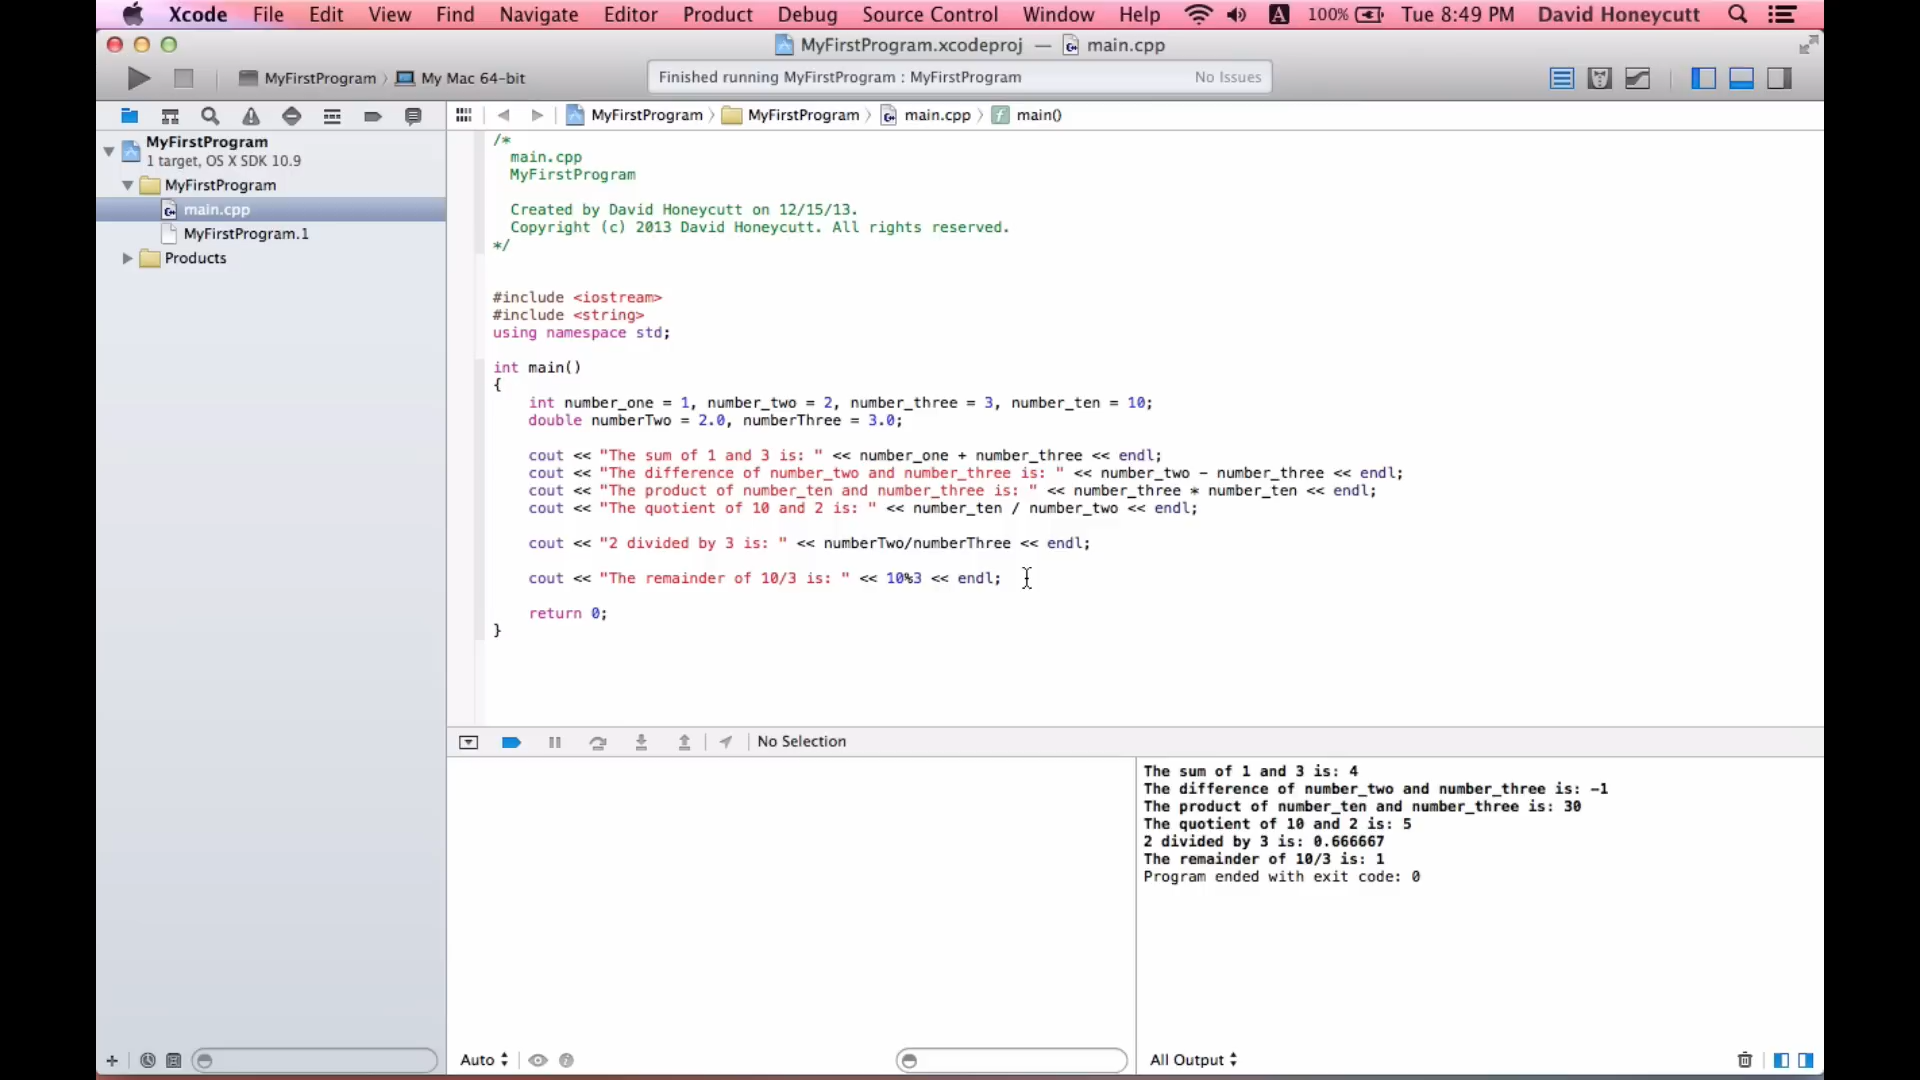 Xcode File Edit View Find Navigate Editor Product Debug Source Control Window Help A 100% Tue 8:49 PM David Honeycutt
MyFirstProgram.xcodeproj — main.cpp
MyFirstProgram My Mac 64-bit
Finished running MyFirstProgram : MyFirstProgram No Issues
MyFirstProgram MyFirstProgram main.cpp main()
MyFirstProgram
1 target, OS X SDK 10.9
MyFirstProgram
main.cpp
MyFirstProgram.1
Products
/*
main.cpp
MyFirstProgram
Created by David Honeycutt on 12/15/13.
Copyright (c) 2013 David Honeycutt. All rights reserved.
*/
#include <iostream>
#include <string>
using namespace std;
int main()
{
int number_one = 1, number_two = 2, number_three = 3, number_ten = 10;
double numberTwo = 2.0, numberThree = 3.0;
cout << "The sum of 1 and 3 is: " << number_one + number_three << endl;
cout << "The difference of number_two and number_three is: " << number_two - number_three << endl;
cout << "The product of number_ten and number_three is: " << number_three * number_ten << endl;
cout << "The quotient of 10 and 2 is: " << number_ten / number_two << endl;
cout << "2 divided by 3 is: " << numberTwo/numberThree << endl;
cout << "The remainder of 10/3 is: " << 10%3 << endl;
return 0;
}
No Selection
The sum of 1 and 3 is: 4
The difference of number_two and number_three is: -1
The product of number_ten and number_three is: 30
The quotient of 10 and 2 is: 5
2 divided by 3 is: 0.666667
The remainder of 10/3 is: 1
Program ended with exit code: 0
Auto
All Output